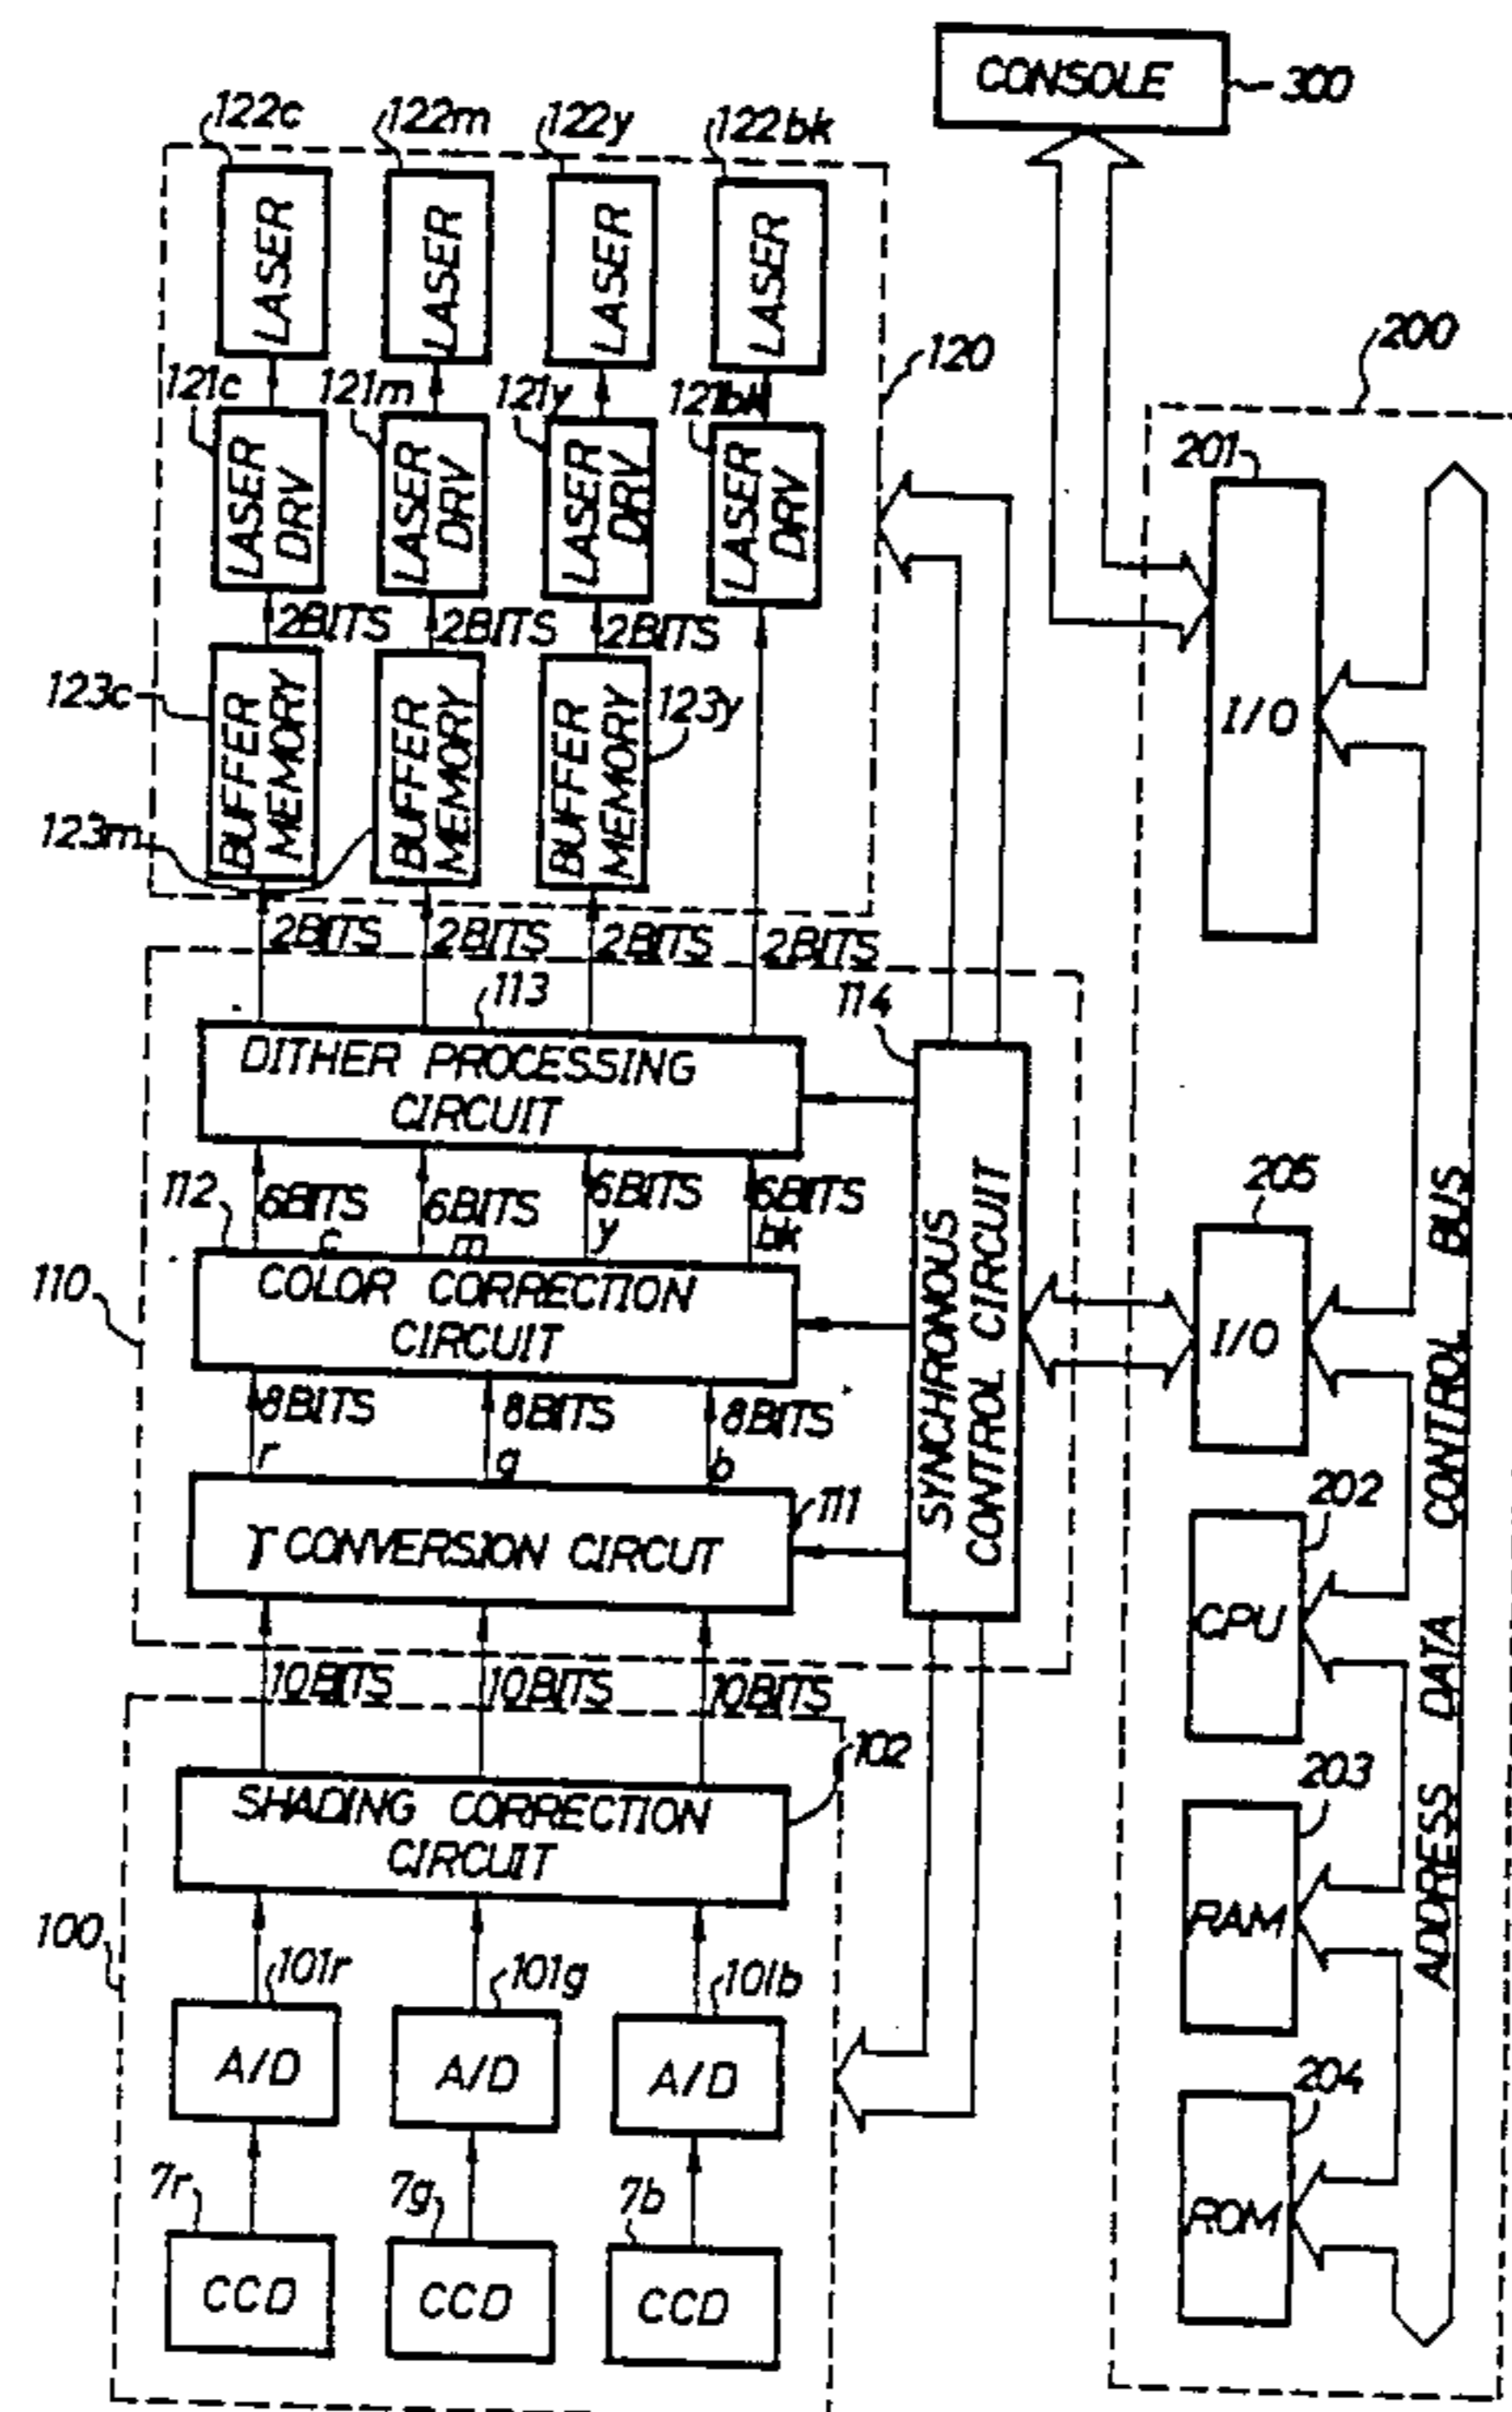 CONSOLE
300
122c
122m
122y
122bk
LASER
LASER
LASER
LASER
120
200
121c
121m
121y
121bk
LASER
DRV
LASER
DRV
LASER
DRV
LASER
DRV
201
I/O
2BITS
2BITS
2BITS
123c
BUFFER
MEMORY
BUFFER
MEMORY
BUFFER
MEMORY
123y
123m
2BITS
2BITS
2BITS
2BITS
113
114
DITHER PROCESSING
CIRCUIT
SYNCHRONOUS
CONTROL CIRCUIT
205
I/O
112
6BITS
c
6BITS
m
6BITS
y
6BITS
bk
110
COLOR CORRECTION
CIRCUIT
8BITS
r
8BITS
g
8BITS
b
111
γ CONVERSION CIRCUT
202
CPU
ADDRESS DATA CONTROL BUS
10BITS
10BITS
10BITS
102
SHADING CORRECTION
CIRCUIT
203
RAM
100
101r
101g
101b
A/D
A/D
A/D
204
ROM
7r
7g
7b
CCD
CCD
CCD